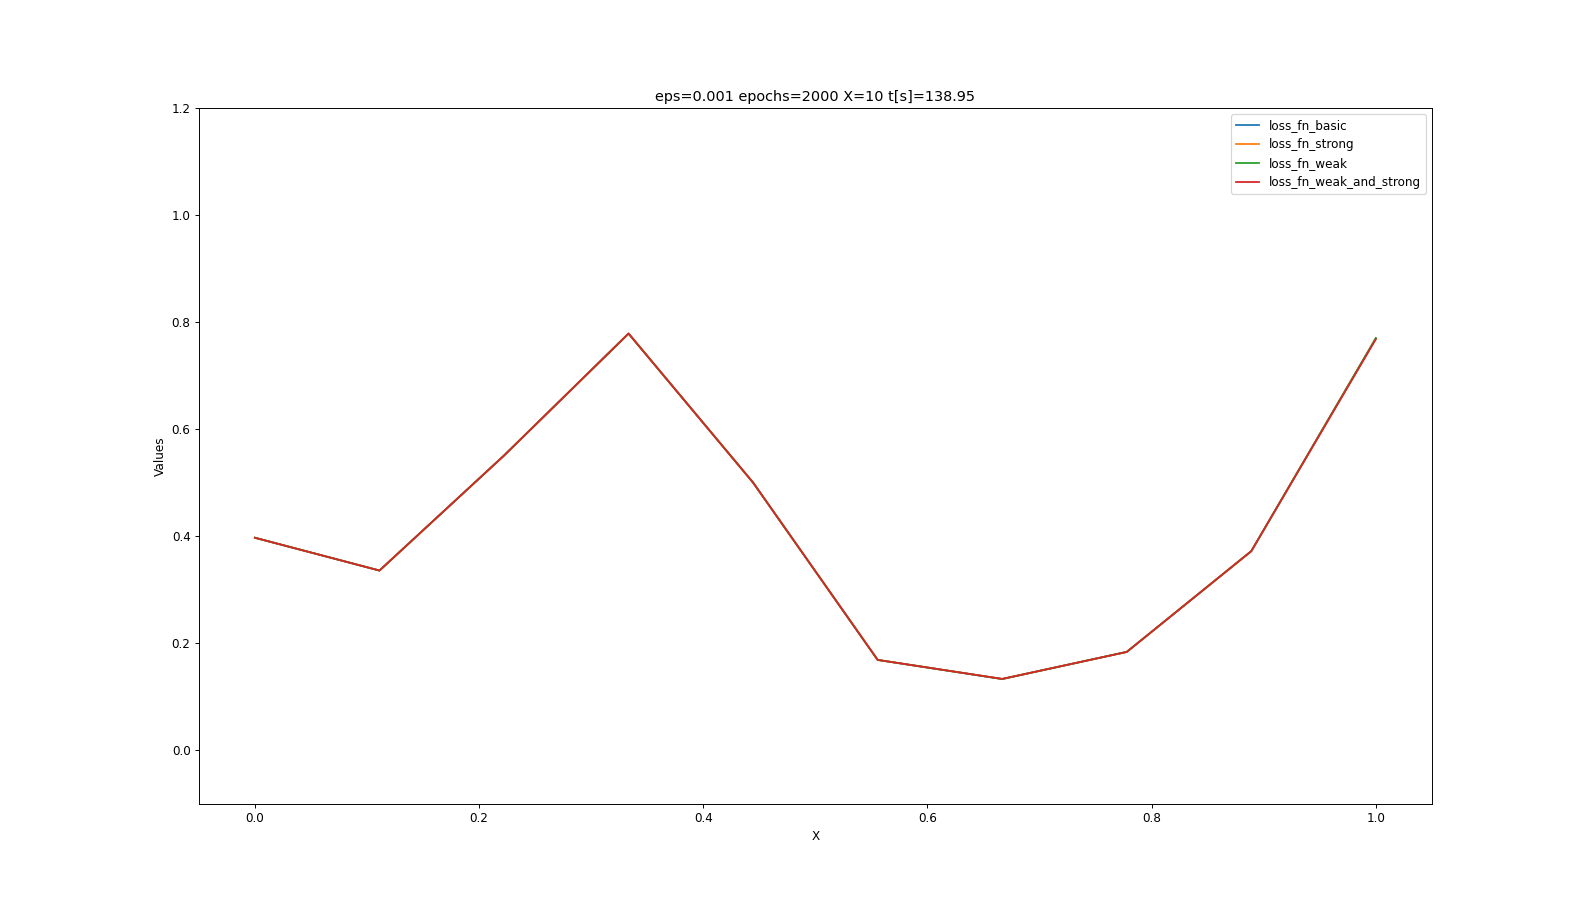 eps=0.001 epochs=2000 X=10 t[s]=138.95
loss_fn_basic
loss_fn_strong
loss_fn_weak
loss_fn_weak_and_strong
1.2
1.0
0.8
0.6
0.4
0.2
0.0
Values
0.0 0.2 0.4 0.6 0.8 1.0
X